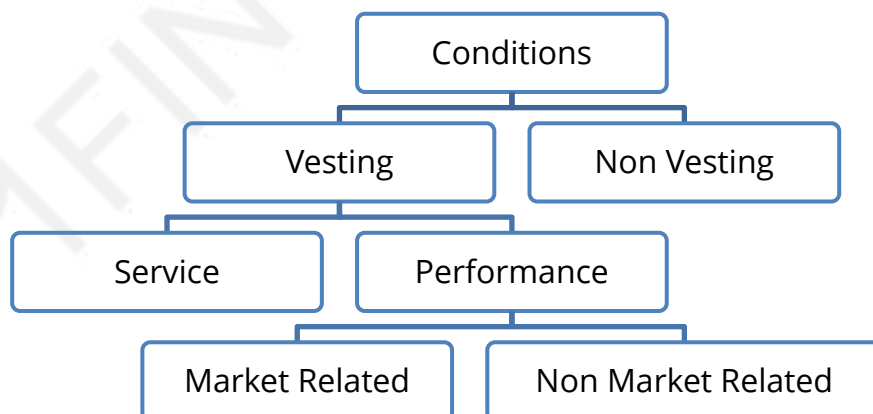 Conditions
Vesting
Non Vesting
Service
Performance
Market Related
Non Market Related